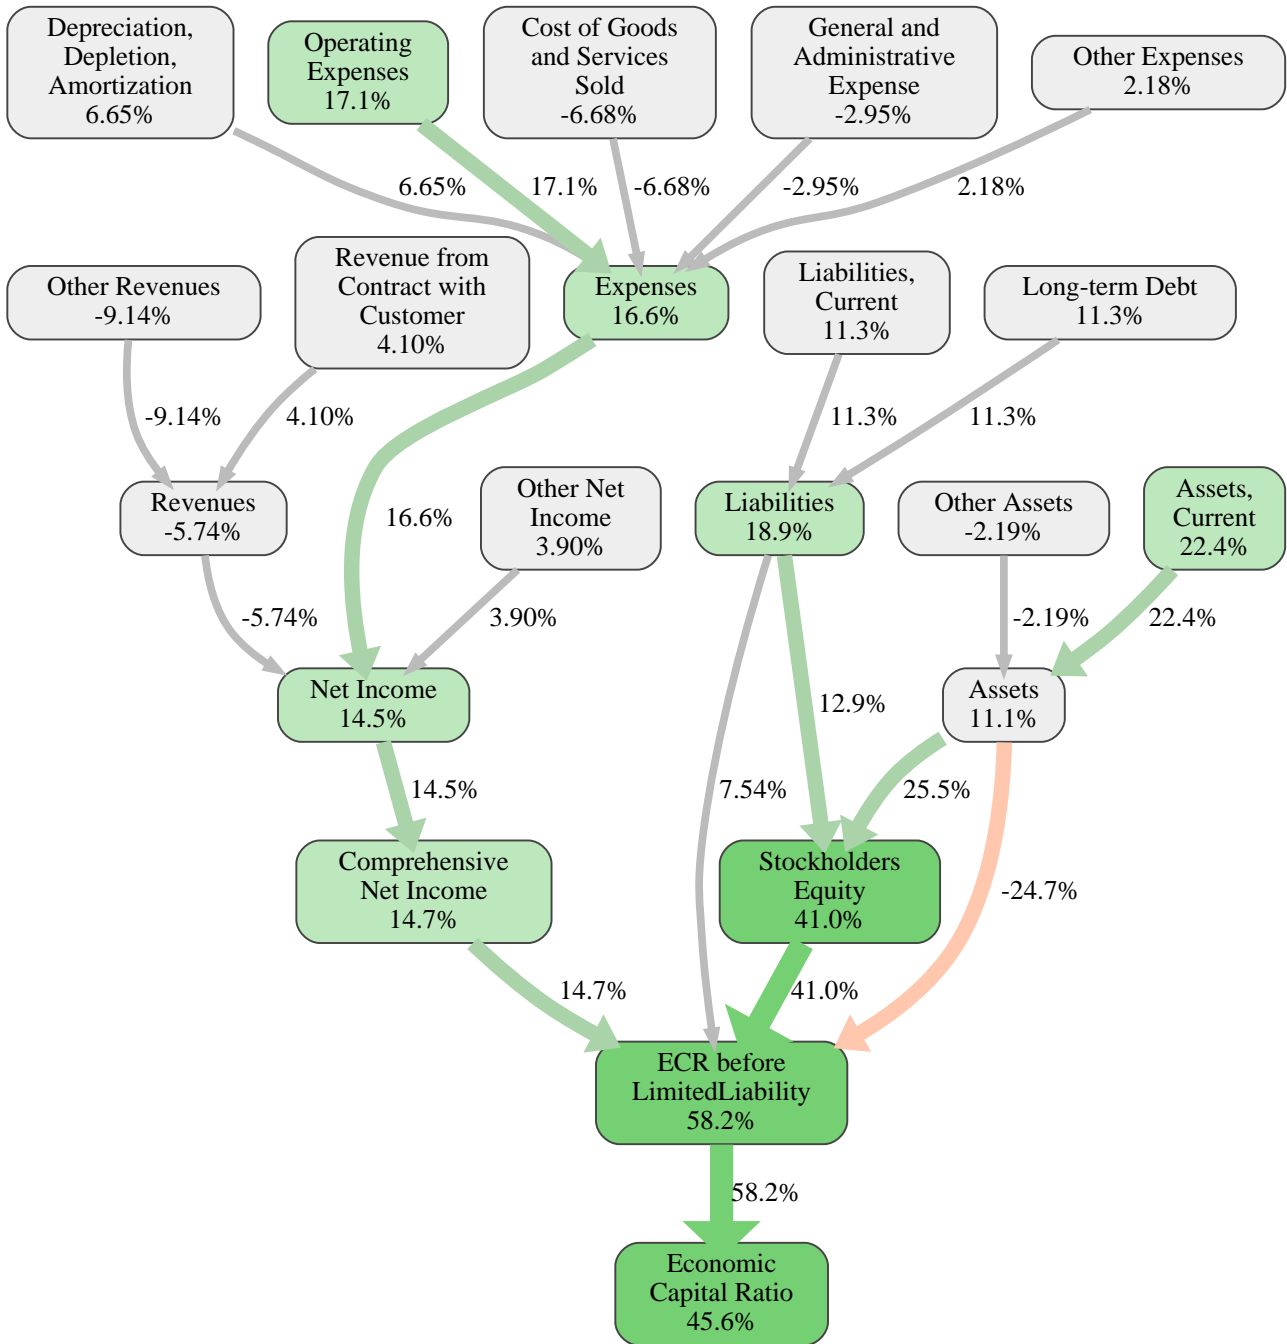 Depreciation,
Depletion,
Amortization
6.65%
Operating
Expenses
17.1%
Cost of Goods
and Services
Sold
-6.68%
General and
Administrative
Expense
-2.95%
Other Expenses
2.18%
6.65%
17.1%
-6.68%
-2.95%
2.18%
Other Revenues
-9.14%
Revenue from
Contract with
Customer
4.10%
Expenses
16.6%
Liabilities,
Current
11.3%
Long-term Debt
11.3%
-9.14%
4.10%
11.3%
11.3%
Revenues
-5.74%
16.6%
Other Net
Income
3.90%
Liabilities
18.9%
Other Assets
-2.19%
Assets,
Current
22.4%
-5.74%
3.90%
-2.19%
22.4%
Net Income
14.5%
12.9%
Assets
11.1%
14.5%
7.54%
25.5%
Comprehensive
Net Income
14.7%
Stockholders
Equity
41.0%
-24.7%
14.7%
41.0%
ECR before
LimitedLiability
58.2%
58.2%
Economic
Capital Ratio
45.6%